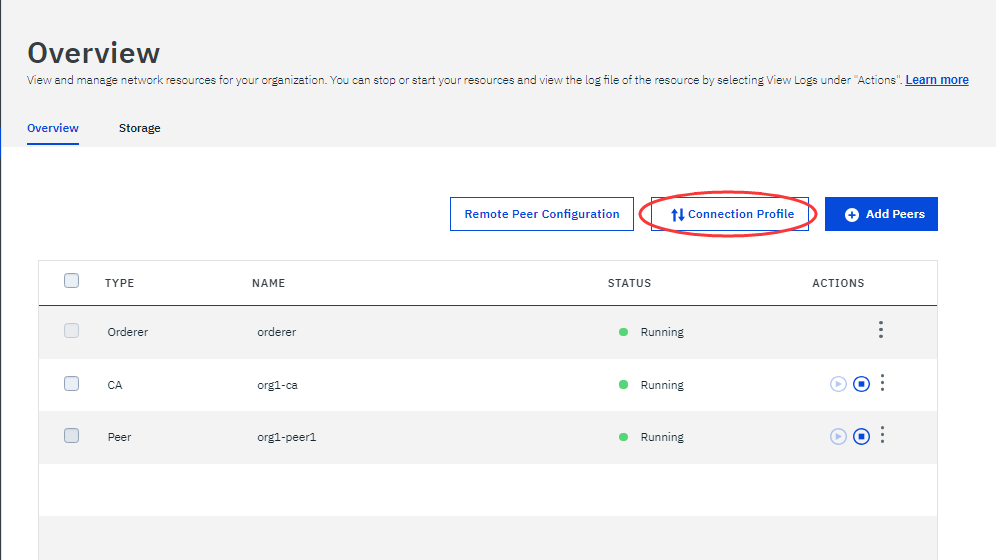 Overview
View and manage network resources for your organization. You can stop or start your resources and view the log file of the resource by selecting View Logs under "Actions". Learn more
Overview Storage
Remote Peer Configuration Connection Profile Add Peers
TYPE NAME STATUS ACTIONS
Orderer orderer Running
CA org1-ca Running
Peer org1-peer1 Running